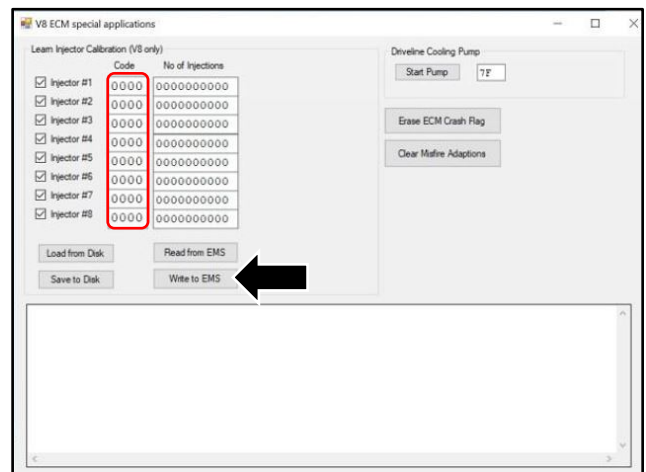 V8 ECM special applications
Learn Injector Calibration (V8 only)
Code No of Injections
Injector #1 0000 0000000000
Injector #2 0000 0000000000
Injector #3 0000 0000000000
Injector #4 0000 0000000000
Injector #5 0000 0000000000
Injector #6 0000 0000000000
Injector #7 0000 0000000000
Injector #8 0000 0000000000
Load from Disk Read from EMS
Save to Disk Write to EMS
Driveline Cooling Pump
Start Pump 7F
Erase ECM Crash Flag
Clear Misfire Adaptions